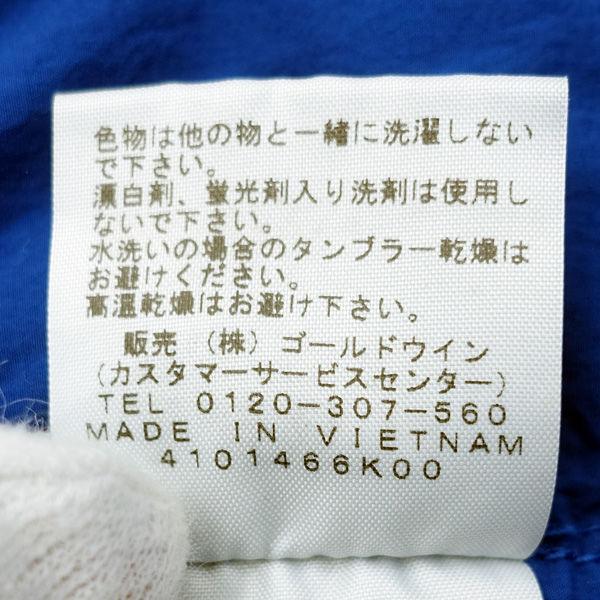 色物は他の物と一緒に洗濯しない
で下さい。
漂白剤、蛍光剤入り洗剤は使用し
ないで下さい。
水洗いの場合のタンブラー乾燥は
お避けください。
高温乾燥はお避け下さい。
販売 (株) ゴールドウイン
(カスタマーサービスセンター)
TEL 0120-307-560
MADE IN VIETNAM
4101466K00